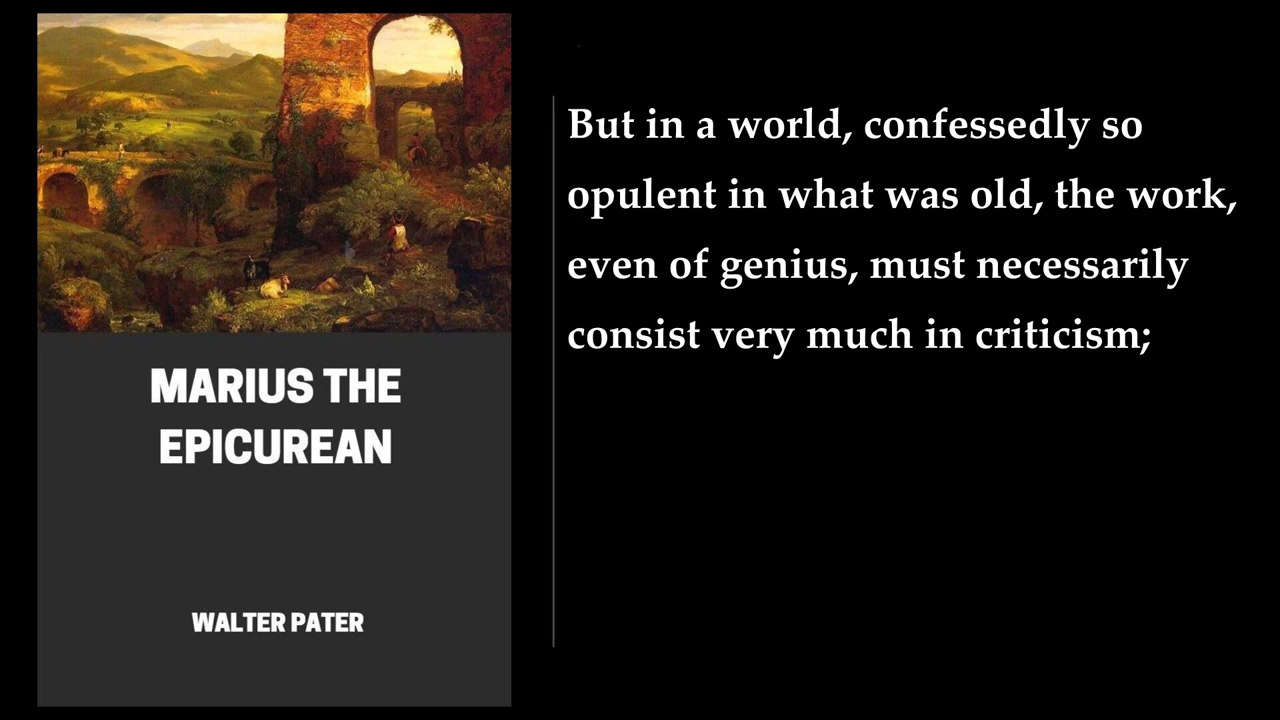 MARIUS THE
EPICUREAN
WALTER PATER
But in a world, confessedly so
opulent in what was old, the work,
even of genius, must necessarily
consist very much in criticism;